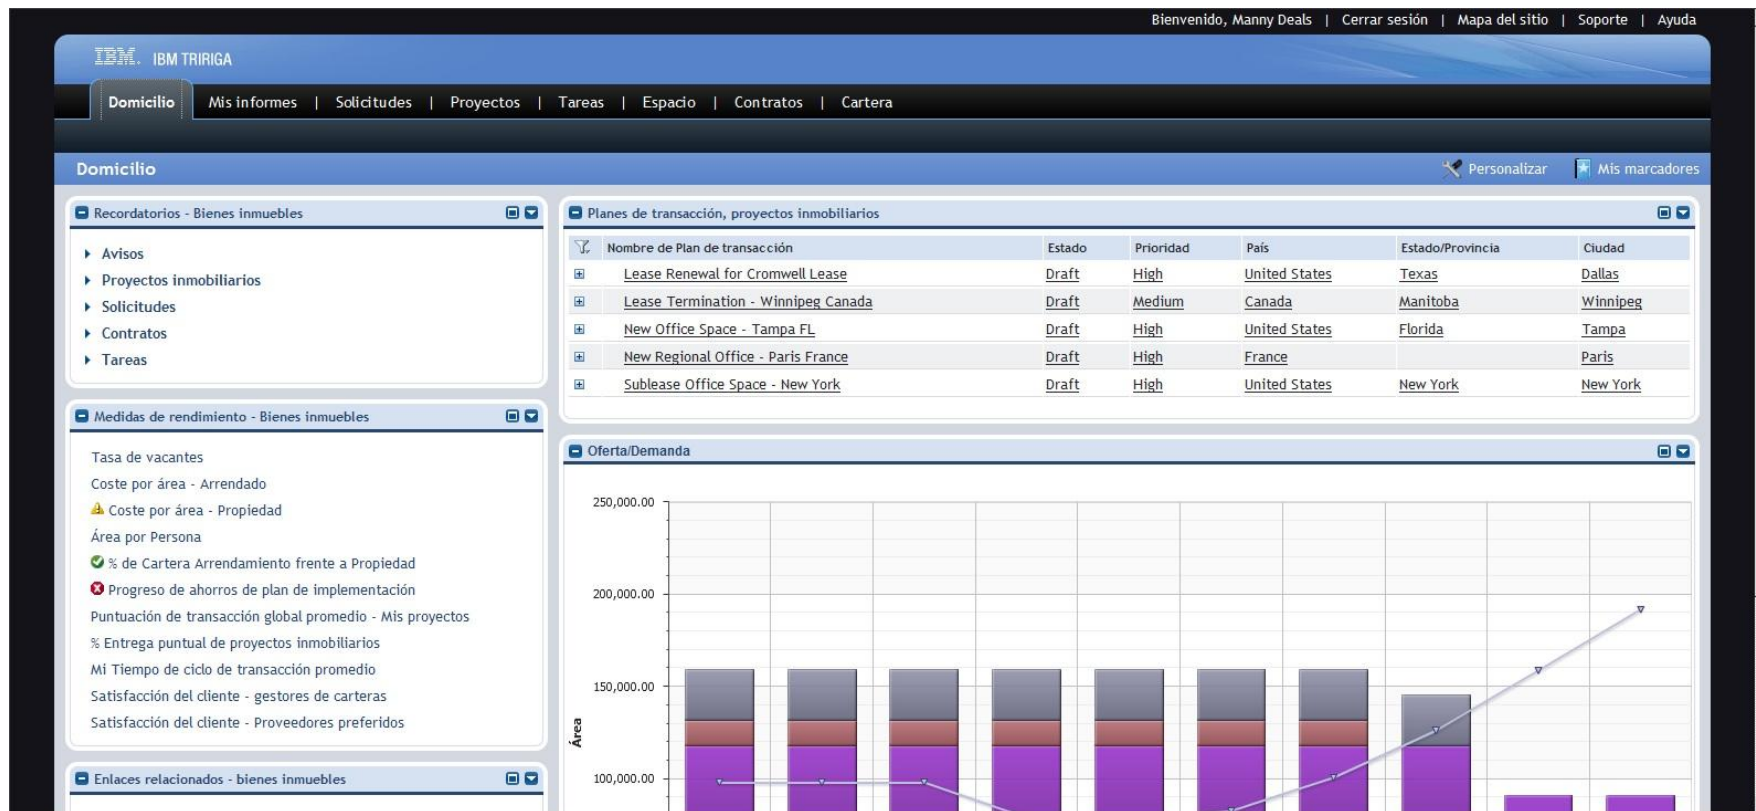 Bienvenido, Manny Deals | Cerrar sesión | Mapa del sitio | Soporte | Ayuda
IBM. IBM TRIRIGA
Domicilio Mis informes | Solicitudes | Proyectos | Tareas | Espacio | Contratos | Cartera
Domicilio
Personalizar Mis marcadores
Recordatorios - Bienes inmuebles
Avisos
Proyectos inmobiliarios
Solicitudes
Contratos
Tareas
Medidas de rendimiento - Bienes inmuebles
Tasa de vacantes
Coste por área - Arrendado
Coste por área - Propiedad
Área por Persona
% de Cartera Arrendamiento frente a Propiedad
Progreso de ahorros de plan de implementación
Puntuación de transacción global promedio - Mis proyectos
% Entrega puntual de proyectos inmobiliarios
Mi Tiempo de ciclo de transacción promedio
Satisfacción del cliente - gestores de carteras
Satisfacción del cliente - Proveedores preferidos
Enlaces relacionados - bienes inmuebles
Planes de transacción, proyectos inmobiliarios
Nombre de Plan de transacción Estado Prioridad País Estado/Provincia Ciudad
Lease Renewal for Cromwell Lease Draft High United States Texas Dallas
Lease Termination - Winnipeg Canada Draft Medium Canada Manitoba Winnipeg
New Office Space - Tampa FL Draft High United States Florida Tampa
New Regional Office - Paris France Draft High France Paris
Sublease Office Space - New York Draft High United States New York New York
Oferta/Demanda
250,000.00
200,000.00
150,000.00
100,000.00
Área